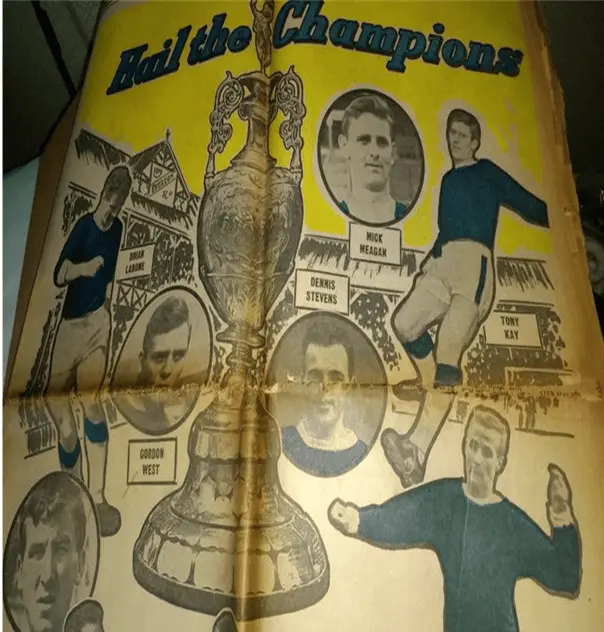 Hail the Champions
MICK
MEAGAN
BRIAN
LABONE
DENNIS
STEVENS
TONY
KAY
GORDON
WEST